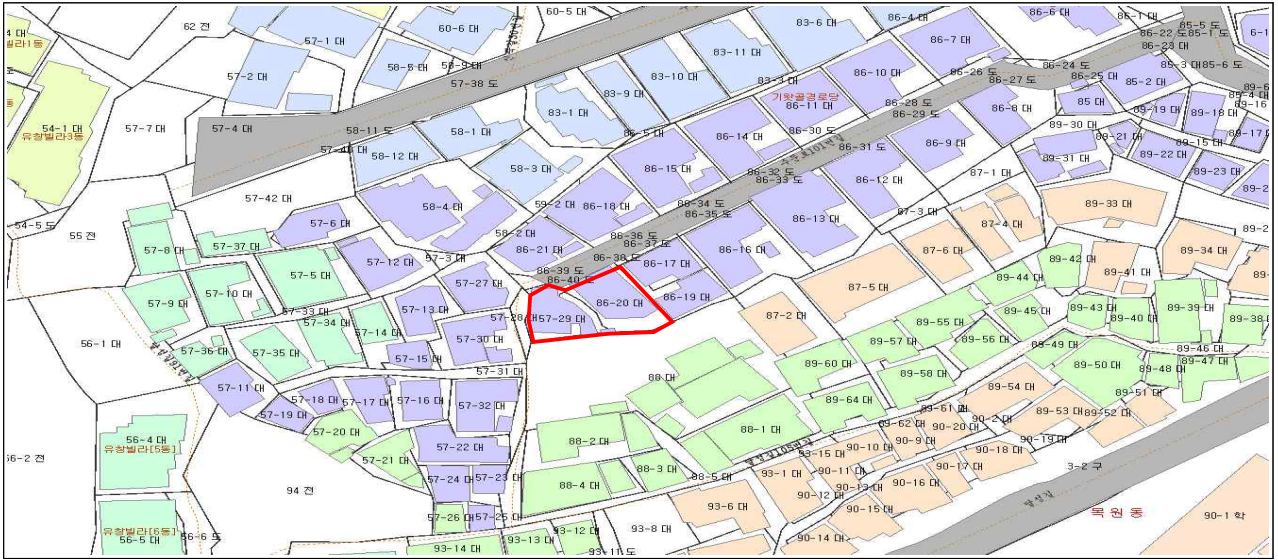 60-5 대
62 전
60-6 대
83-6 대
86-4 대
86-6 대
86-1 대
85-5 도
86-22 도
85-1 도
86-23 대
57-1 대
58-5 대
58-9 대
83-11 대
86-7 대
57-2 대
57-38 도
83-10 대
83-3 대
86-10 대
86-26 도
86-24 도
86-25 대
85-3 대
85-6 도
85-2 대
86-27 도
54-1 대
유창빌라3동
57-7 대
57-4 대
58-11 도
58-1 대
83-9 대
83-1 대
기왓골경로당
86-11 대
86-28 도
86-29 도
86-8 대
85 대
89-19 대
89-18 대
86-5 대
86-14 대
86-30 도
86-31 도
86-9 대
89-30 대
89-21 대
89-15 대
58-12 대
58-3 대
86-15 대
86-32 도
86-33 도
86-12 대
87-1 대
89-31 대
89-22 대
89-23 대
57-42 대
58-4 대
59-2 대
86-18 대
86-34 도
86-35 도
86-13 대
87-3 대
87-4 대
89-33 대
54-5 도
55 전
57-6 대
58-2 대
86-21 대
86-36 도
86-37 도
86-38 도
86-16 대
87-6 대
89-34 대
57-8 대
57-37 대
57-5 대
57-12 대
57-3 대
57-27 대
86-39 도
86-40 도
86-17 대
86-19 대
87-5 대
89-44 대
89-42 대
89-41 대
57-9 대
57-10 대
57-33 대
57-13 대
86-20 대
57-29 대
87-2 대
89-45 대
89-43 대
89-40 대
89-39 대
89-38
56-1 대
57-34 대
57-14 대
57-30 대
89-55 대
89-57 대
89-56 대
89-49 대
89-46 대
57-36 대
57-35 대
57-15 대
57-31 대
88 대
89-60 대
89-58 대
89-50 대
89-48 대
89-47 대
57-11 대
57-18 대
57-17 대
57-16 대
57-32 대
89-64 대
89-54 대
89-51 대
57-19 대
57-20 대
89-53 대
89-52 대
90-2 대
56-4 대
유창빌라[5동]
57-22 대
88-2 대
88-1 대
89-62 대
90-20 대
90-9 대
90-10 대
90-19 대
57-21 대
93-15 대
90-11 대
90-18 대
90-17 대
3-2 구
94 전
57-24 대
57-23 대
88-4 대
88-3 대
88-5 대
93-1 대
90-13 대
90-16 대
90-12 대
57-26 대
57-25 대
93-6 대
90-15 대
목원동
90-1 학
유창빌라[6동]
56-5 대
56-6 도
93-14 대
93-13 대
93-12 대
93-11 도
93-8 대
90-14 대